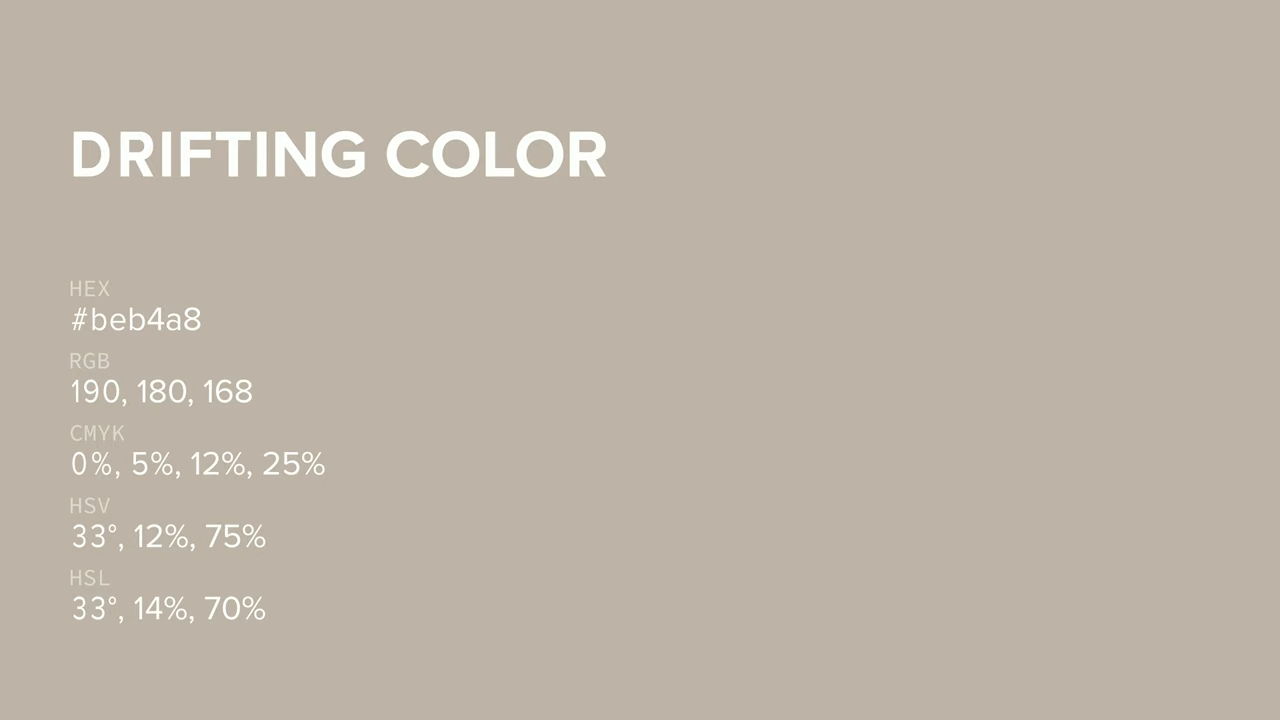 DRIFTING COLOR
HEX
#beb4a8
RGB
190, 180, 168
CMYK
0%, 5%, 12%, 25%
HSV
33°, 12%, 75%
HSL
33°, 14%, 70%